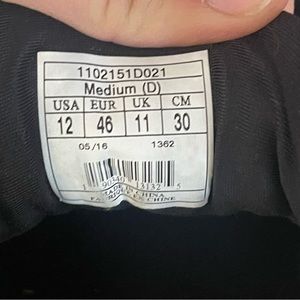 1102151D021
Medium (D)
USA EUR UK CM
12 46 11 30
05/16 1362
MADE IN CHINA